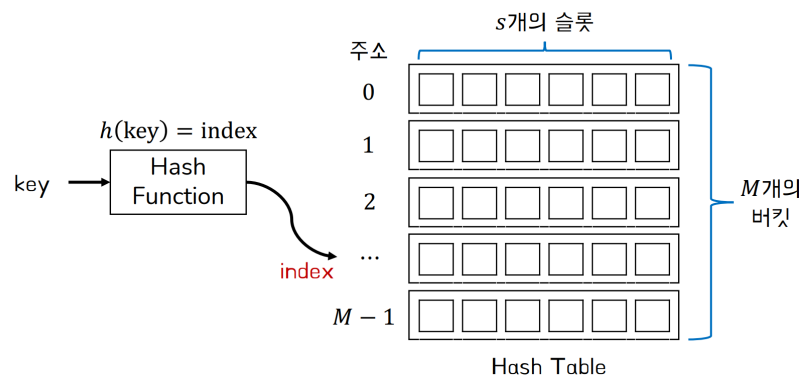 s개의 슬롯
주소
0
h(key) = index
1
key
Hash
Function
2
M개의
버킷
index
...
M − 1
Hash Table